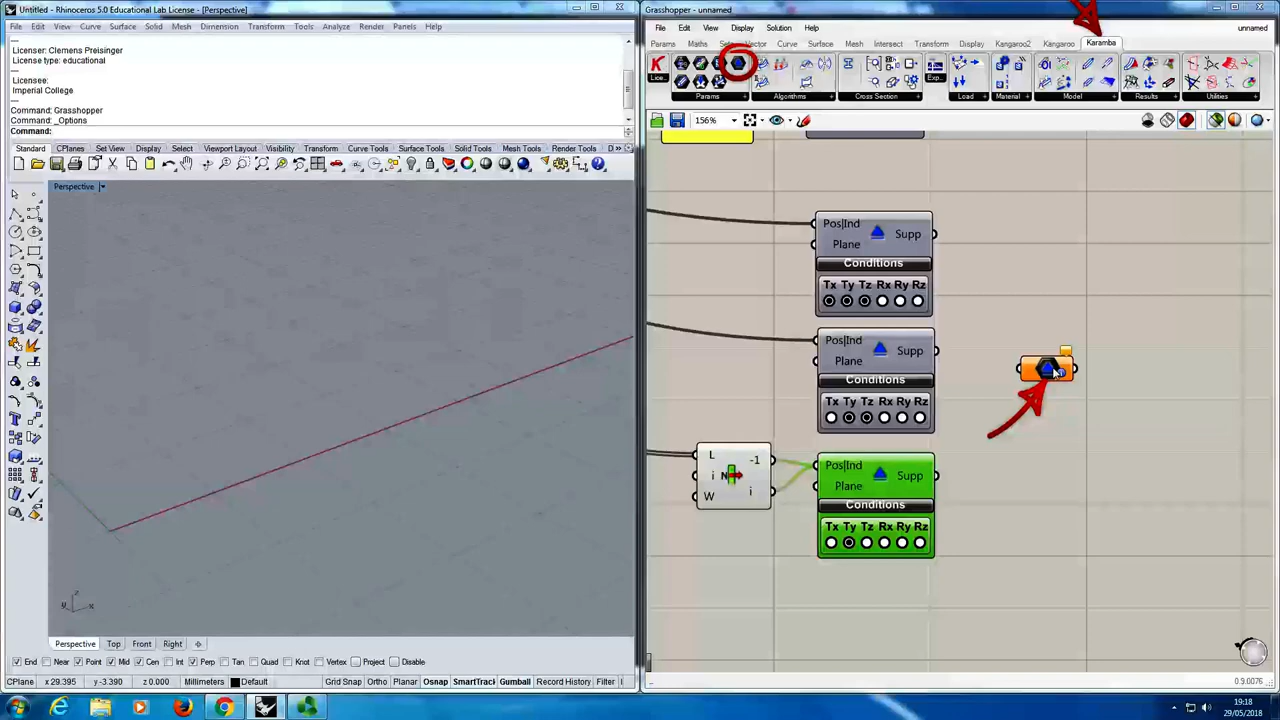 Untitled - Rhinoceros 5.0 Educational Lab License - [Perspective]
File Edit View Curve Surface Solid Mesh Dimension Transform Tools Analyze Render Panels Help
Licenser: Clemens Preisinger
License type: educational
---
Licensee:
Imperial College
---
Command: Grasshopper
Command: _Options
Command:
Standard CPlanes Set View Display Select Viewport Layout Visibility Transform Curve Tools Surface Tools Solid Tools Mesh Tools Render Tools
Perspective
z
y x
Perspective Top Front Right
End Near Point Mid Cen Int Perp Tan Quad Knot Vertex Project Disable
CPlane x 29.395 y -3.390 z 0.000 Millimeters Default Grid Snap Ortho Planar Osnap SmartTrack Gumball Record History Filter
Grasshopper - unnamed
File Edit View Display Solution Help unnamed
Params Maths Sets Vector Curve Surface Mesh Intersect Transform Display Kangaroo2 Kangaroo Karamba
Lice... Exp...
Params Algorithms Cross Section Load Material Model Results Utilities
156%
Pos|Ind Supp
Plane
Conditions
Tx Ty Tz Rx Ry Rz
Pos|Ind Supp
Plane
Conditions
Tx Ty Tz Rx Ry Rz
L -1
i
W i
Pos|Ind Supp
Plane
Conditions
Tx Ty Tz Rx Ry Rz
0.9.0076
19:18
29/05/2018